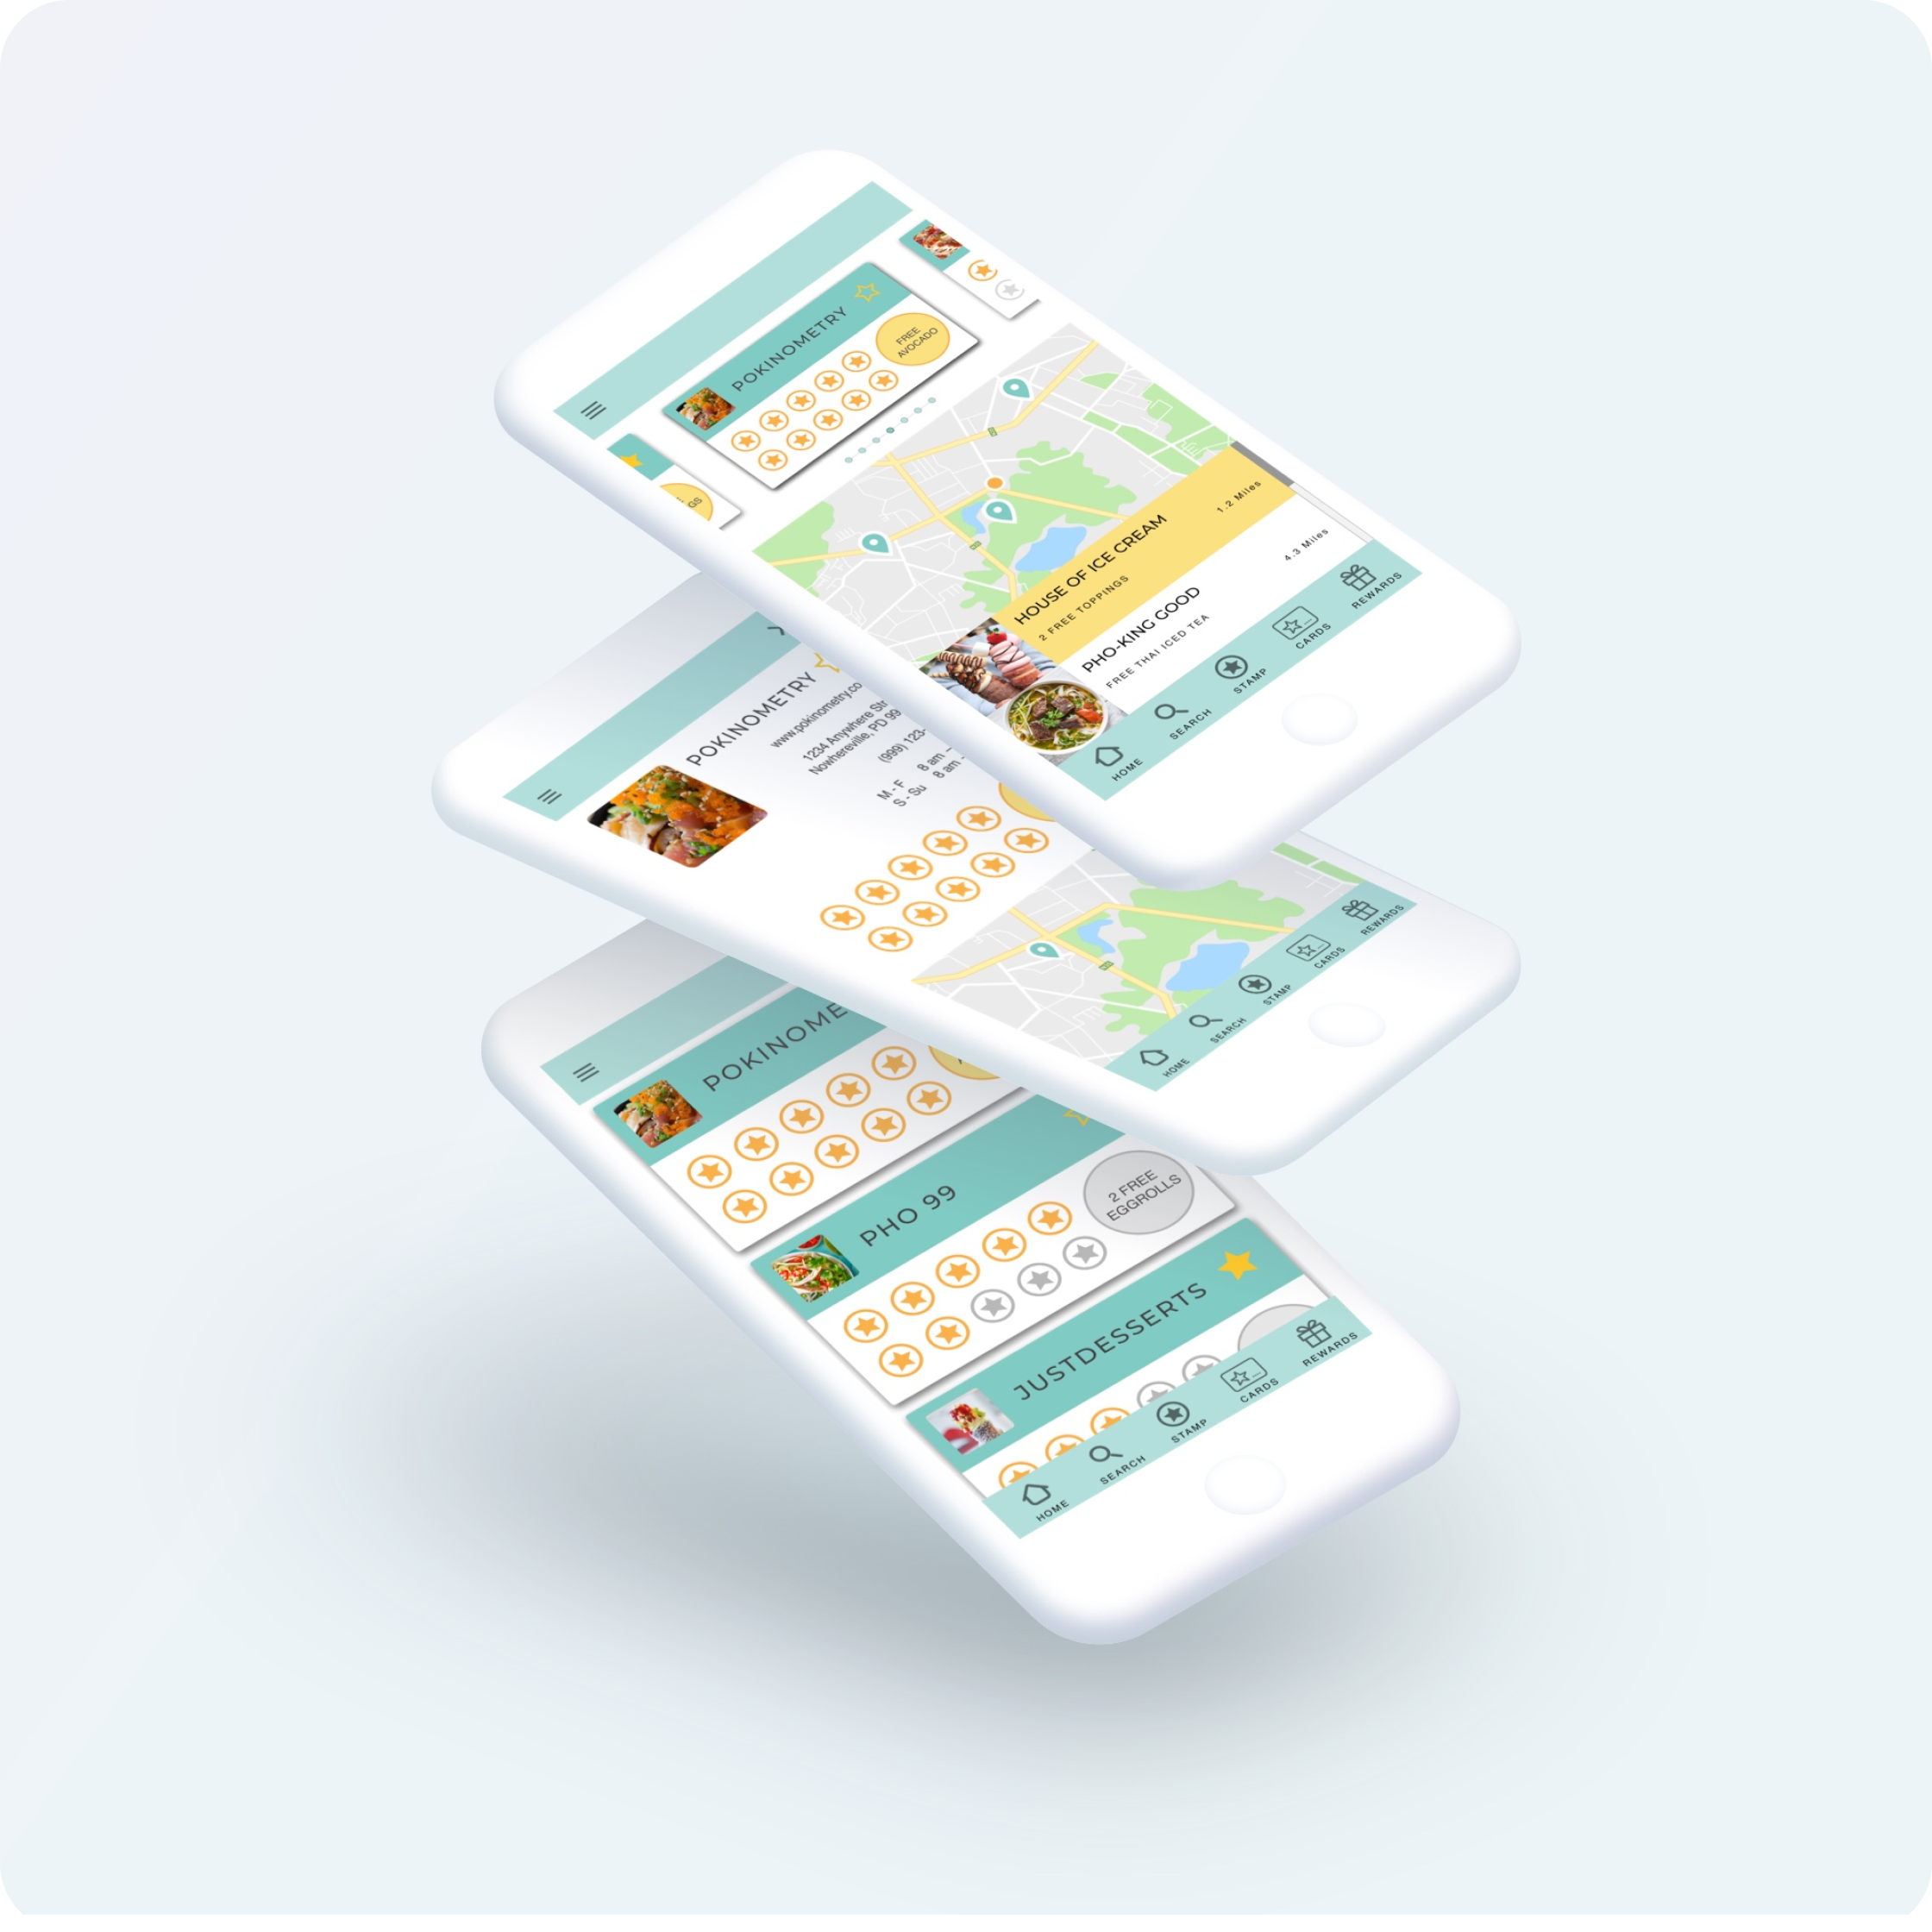 POKINOMETRY
FREE
AVOCADO
GS
HOUSE OF ICE CREAM
1.2 Miles
2 FREE TOPPINGS
PHO-KING GOOD
4.3 Miles
FREE THAI ICED TEA
HOME
SEARCH
STAMP
CARDS
REWARDS
POKINOMETRY
www.pokinometry.co
1234 Anywhere Str
Nowhereville, PD 99
(999) 123-
M - F 8 am –
S - Su 8 am -
HOME
SEARCH
STAMP
CARDS
REWARDS
POKINOME
PHO 99
2 FREE
EGGROLLS
JUSTDESSERTS
HOME
SEARCH
STAMP
CARDS
REWARDS